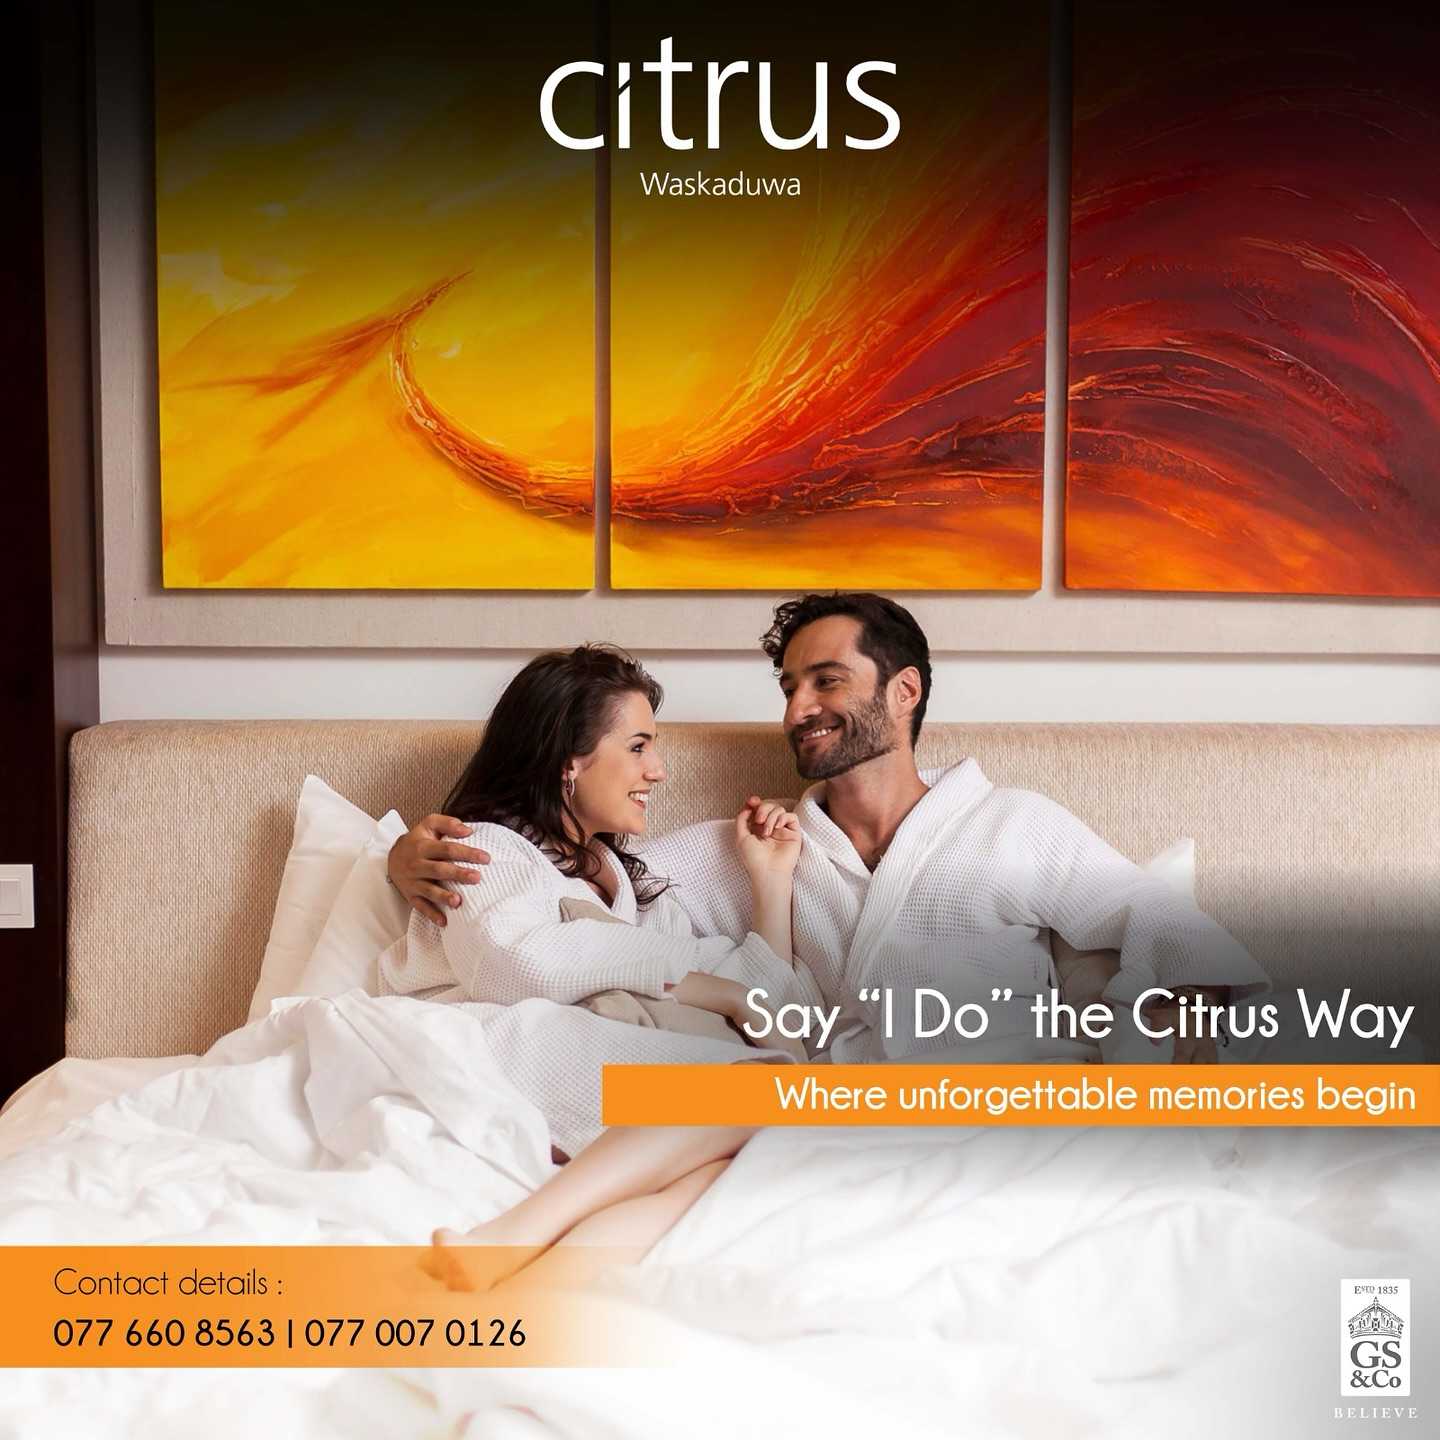 citrus
Waskaduwa
Say “I Do” the Citrus Way
Where unforgettable memories begin
Contact details :
077 660 8563 | 077 007 0126
ESTD 1835
GS
&Co
BELIEVE